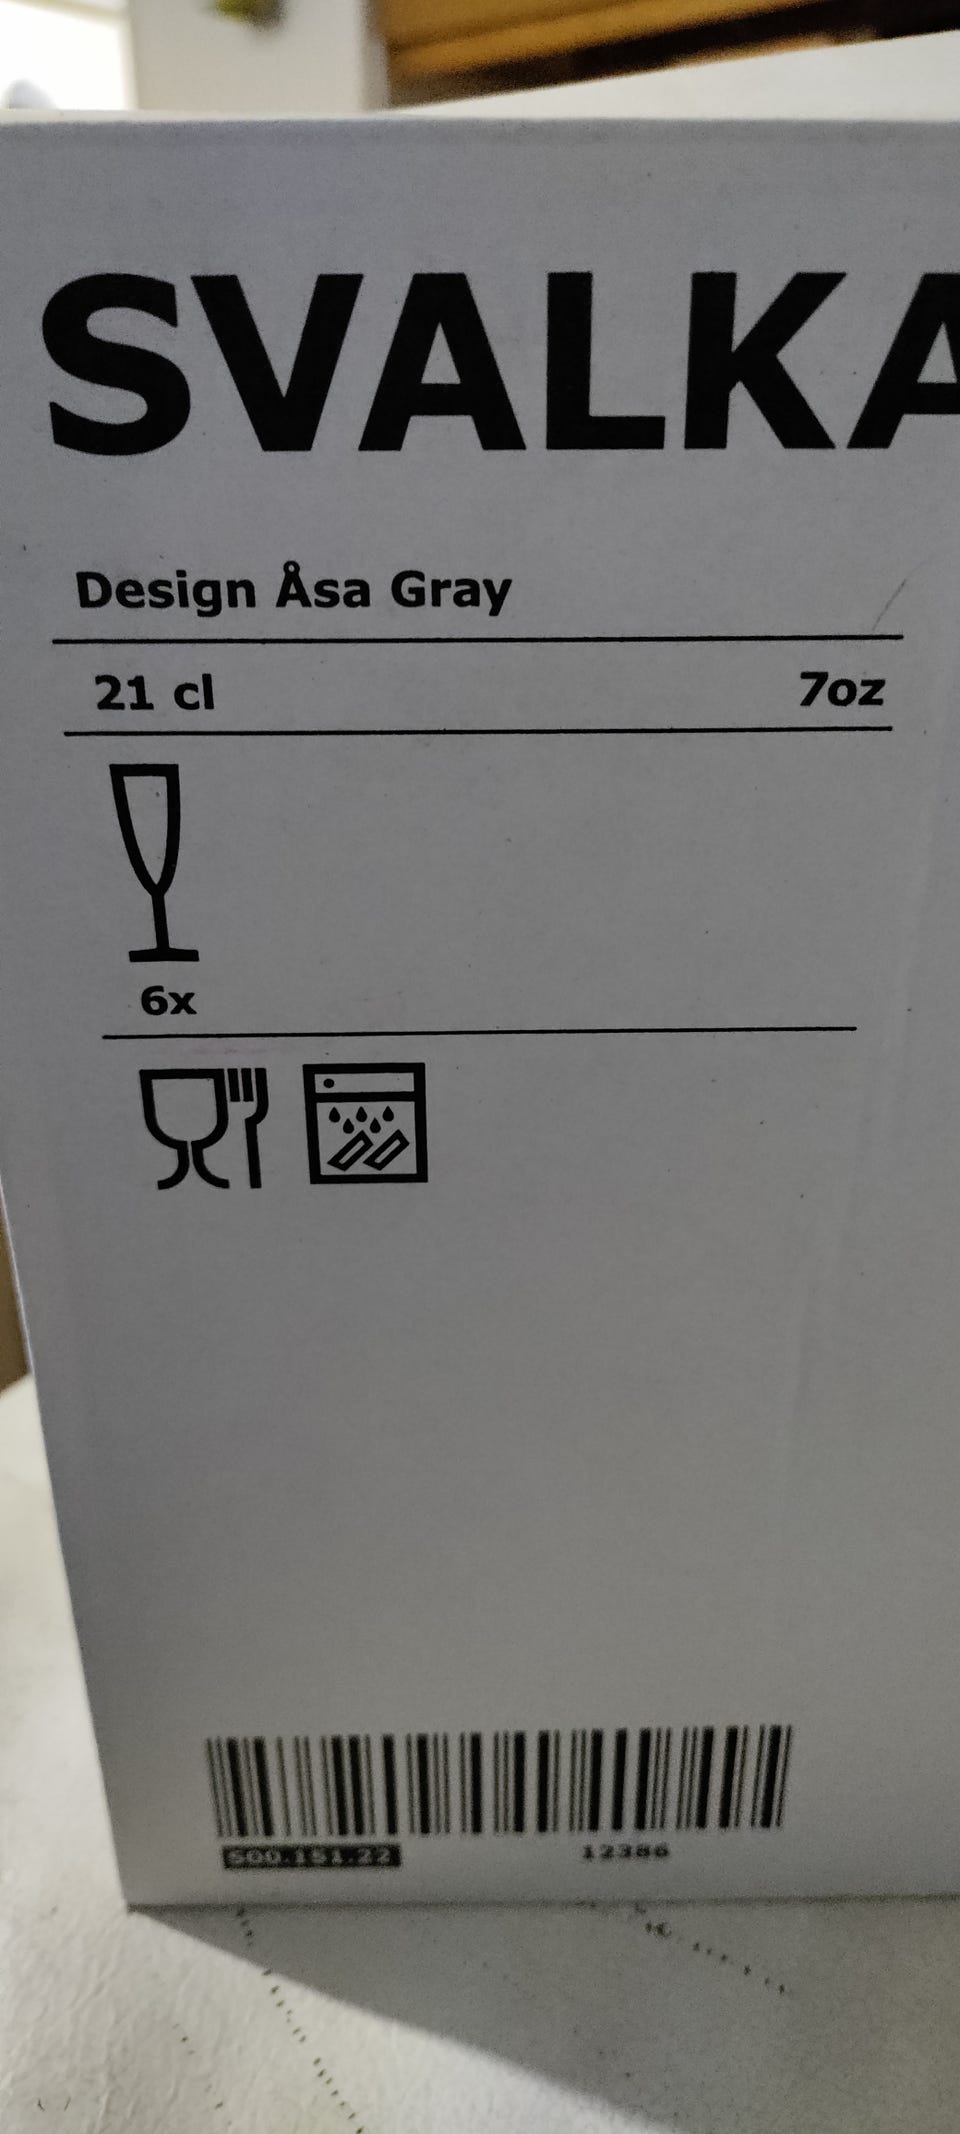 SVALKA
Design Åsa Gray
21 cl 7oz
6x
500.151.22 12386